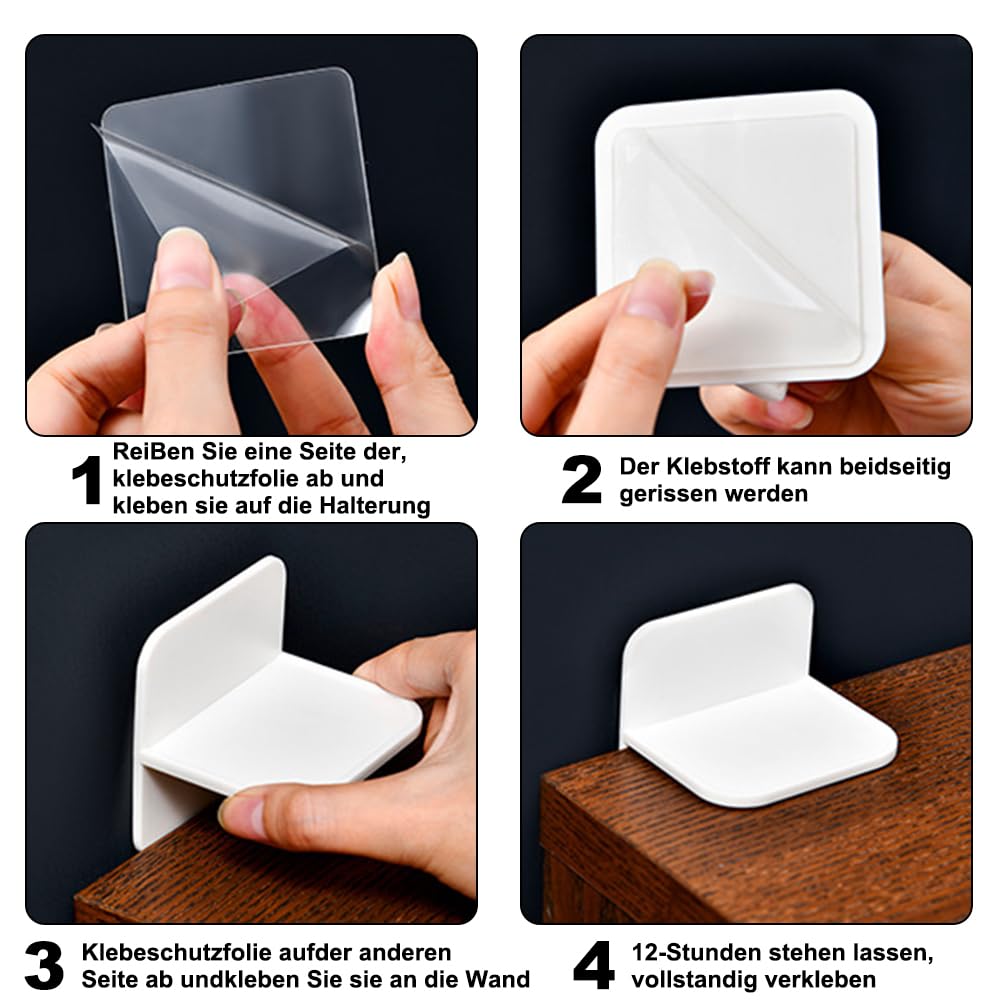 1
ReiBen Sie eine Seite der,
klebeschutzfolie ab und
kleben sie auf die Halterung
2
Der Klebstoff kann beidseitig
gerissen werden
3
Klebeschutzfolie aufder anderen
Seite ab undkleben Sie sie an die Wand
4
12-Stunden stehen lassen,
vollstandig verkleben